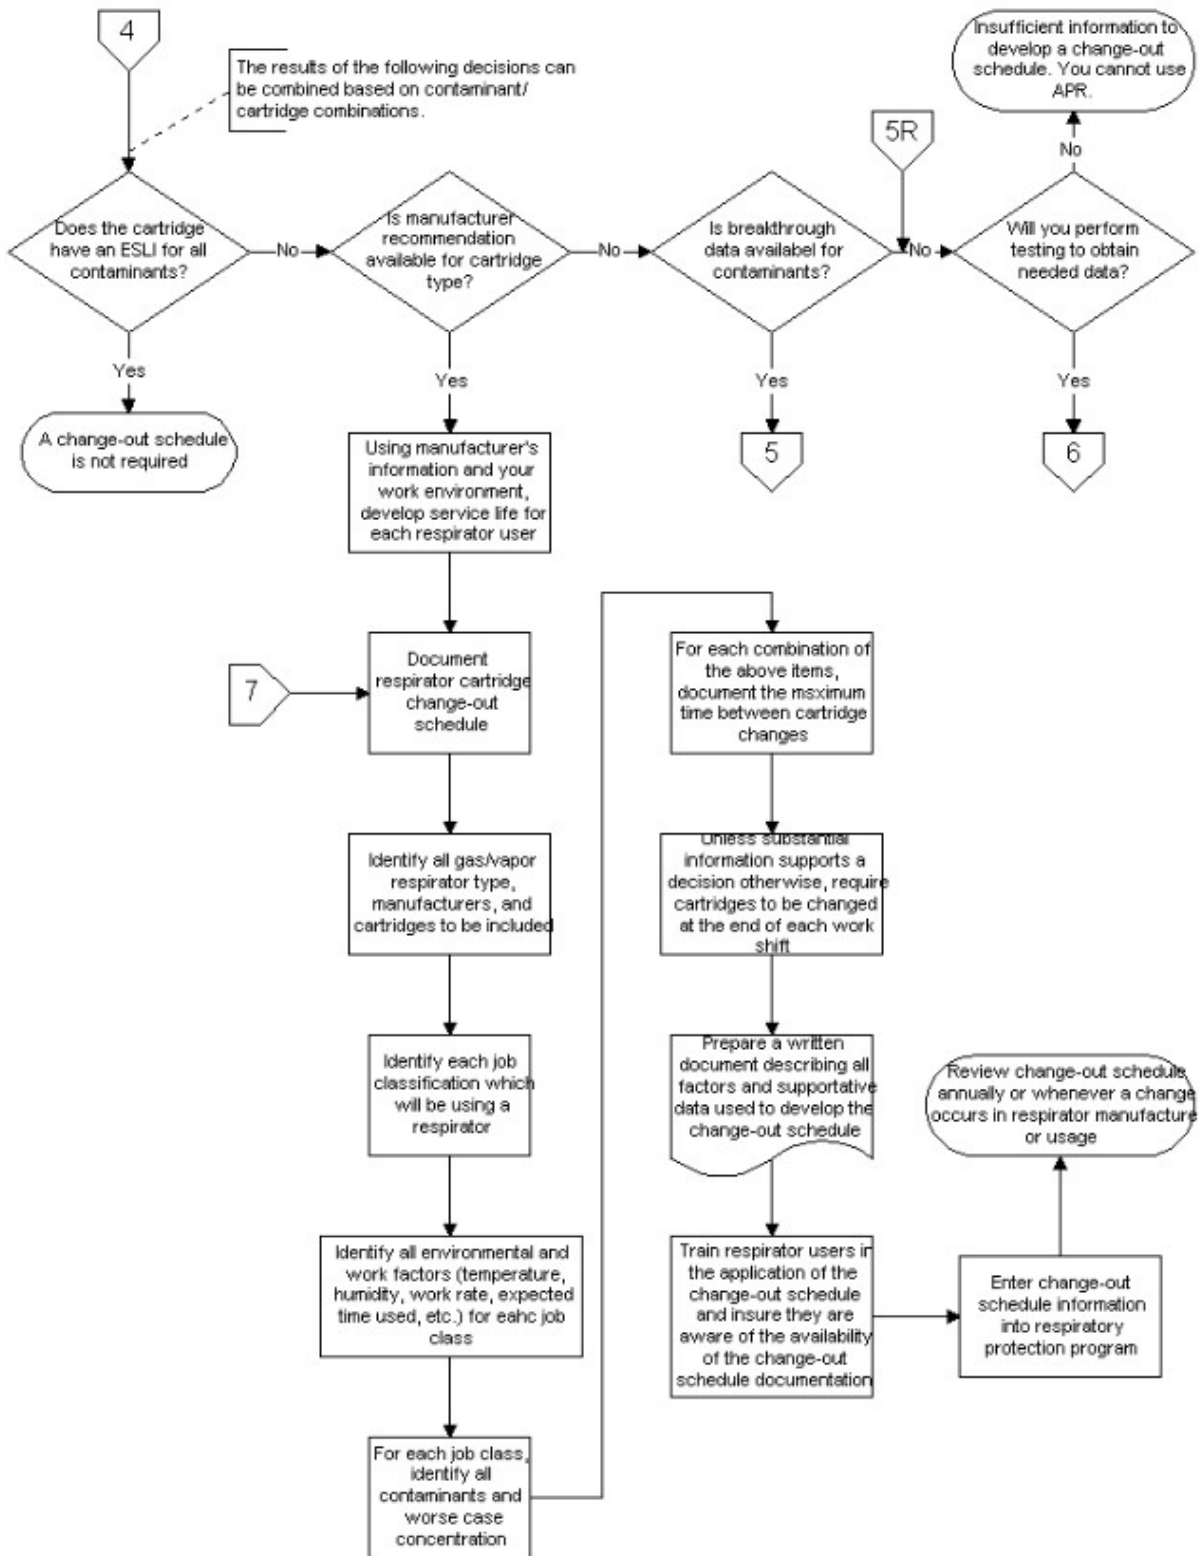 4
The results of the following decisions can
be combined based on contaminant/
cartridge combinations.
Insufficient information to
develop a change-out
schedule. You cannot use
APR.
5R
No
Does the cartridge
have an ESLI for all
contaminants?
No
Is manufacturer
recommendation
available for cartridge
type?
No
Is breakthrough
data availabel for
contaminants?
No
Will you perform
testing to obtain
needed data?
Yes
Yes
Yes
Yes
A change-out schedule
is not required
Using manufacturer's
information and your
work environment,
develop service life for
each respirator user
5
6
7
Document
respirator cartridge
change-out
schedule
Identify all gas/vapor
respirator type,
manufacturers, and
cartridges to be included
Identify each job
classification which
will be using a
respirator
Identify all environmental and
work factors (temperature,
humidity, work rate, expected
time used, etc.) for eahc job
class
For each job class,
identify all
contaminants and
worse case
concentration
For each combination of
the above items,
document the msximum
time between cartridge
changes
Unless substantial
information supports a
decision otherwise, require
cartridges to be changed
at the end of each work
shift
Prepare a written
document describing all
factors and supportative
data used to develop the
change-out schedule
Train respirator users in
the application of the
change-out schedule
and insure they are
aware of the availability
of the change-out
schedule documentation
Enter change-out
schedule information
into respiratory
protection program
Review change-out schedule
annually or whenever a change
occurs in respirator manufacture
or usage